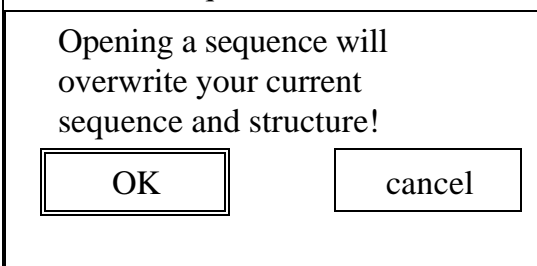 Opening a sequence will
overwrite your current
sequence and structure!
OK cancel